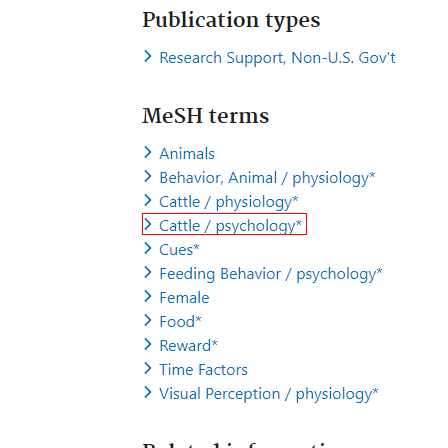 Publication types
Research Support, Non-U.S. Gov't
MeSH terms
Animals
Behavior, Animal / physiology*
Cattle / physiology*
Cattle / psychology*
Cues*
Feeding Behavior / psychology*
Female
Food*
Reward*
Time Factors
Visual Perception / physiology*